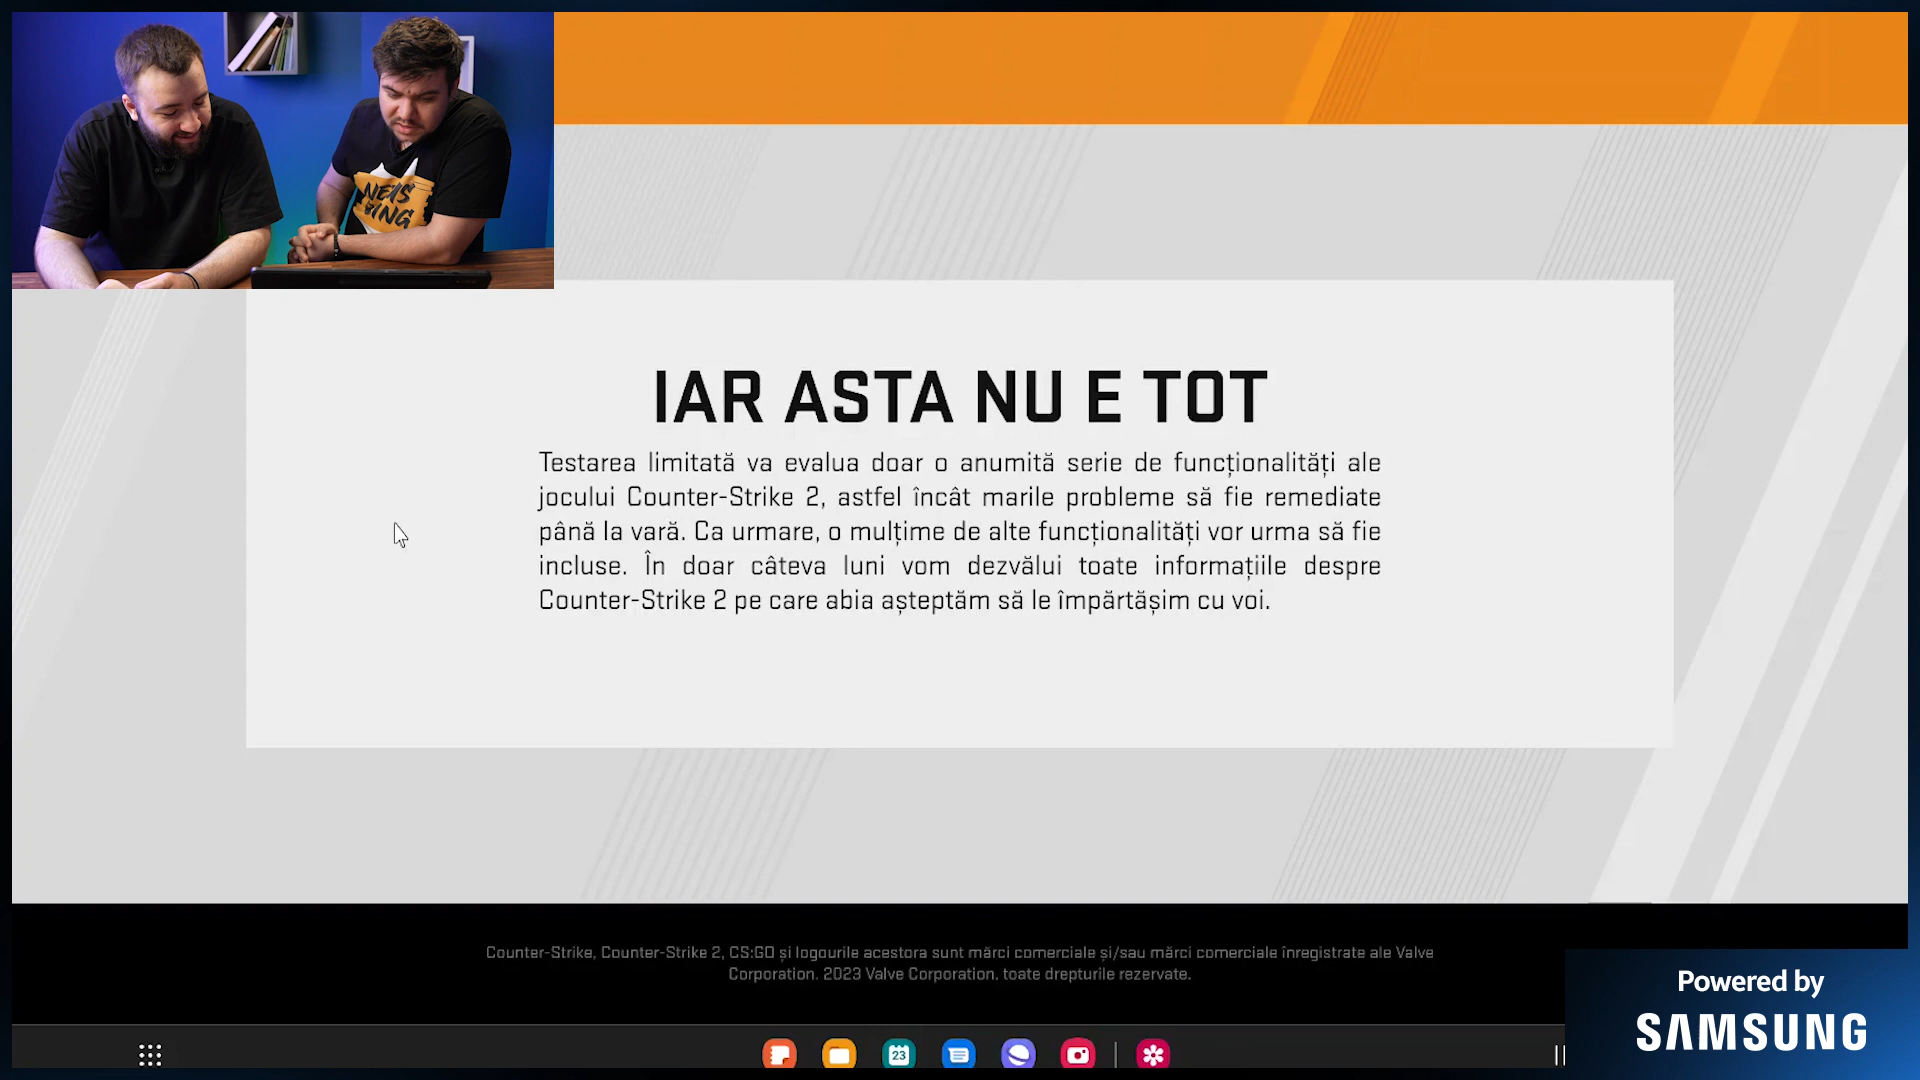 IAR ASTA NU E TOT
Testarea limitată va evalua doar o anumită serie de funcționalități ale
jocului Counter-Strike 2, astfel încât marile probleme să fie remediate
până la vară. Ca urmare, o mulțime de alte funcționalități vor urma să fie
incluse. În doar câteva luni vom dezvălui toate informațiile despre
Counter-Strike 2 pe care abia așteptăm să le împărtășim cu voi.
Counter-Strike, Counter-Strike 2, CS:GO și logourile acestora sunt mărci comerciale și/sau mărci comerciale înregistrate ale Valve
Corporation. 2023 Valve Corporation, toate drepturile rezervate.
23
Powered by
SAMSUNG